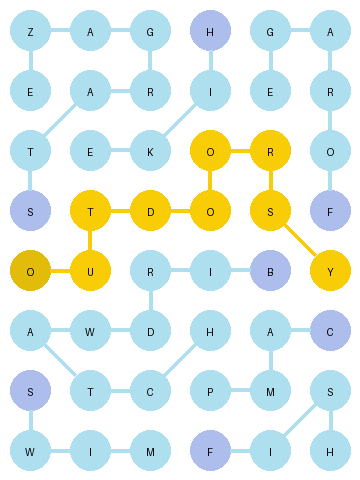 Z A G H G A
E A R I E R
T E K O R O
S T D O S F
O U R I B Y
A W D H A C
S T C P M S
W I M F I H